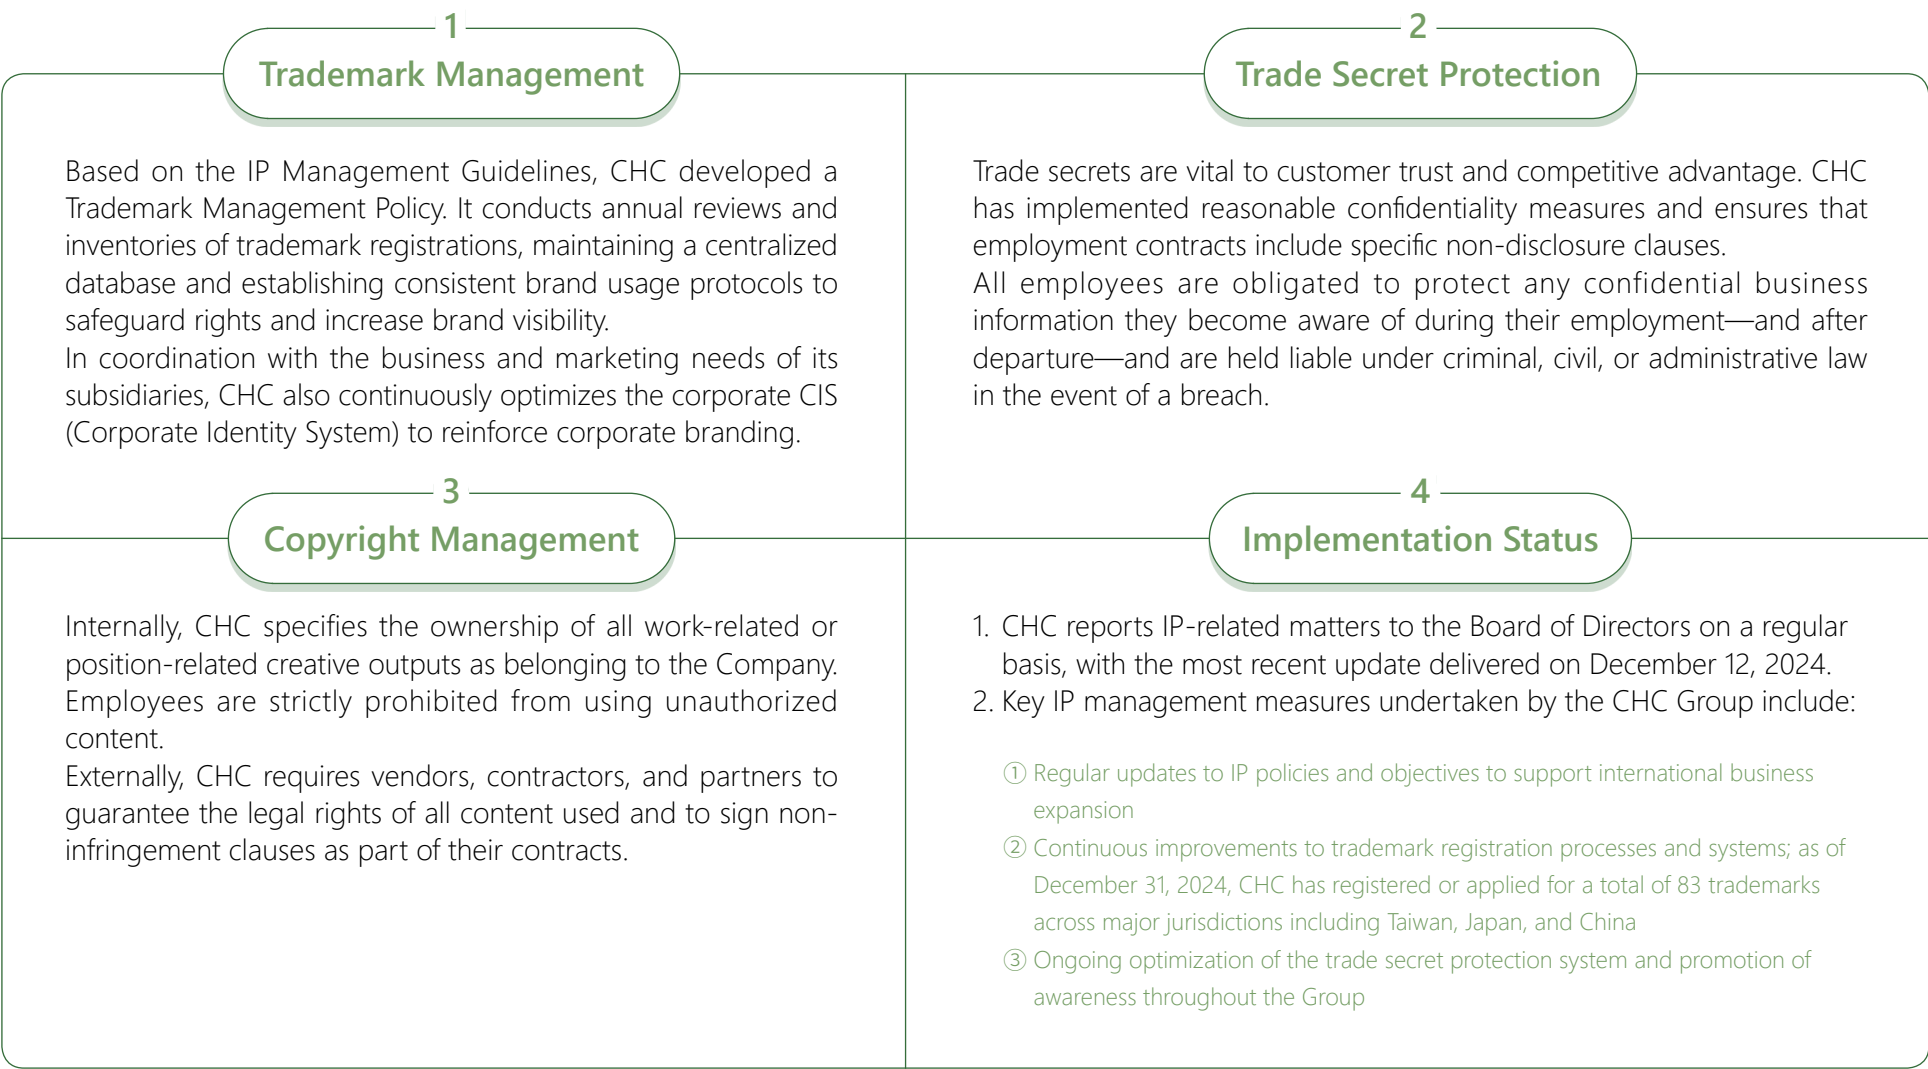 1
Trademark Management
Based on the IP Management Guidelines, CHC developed a
Trademark Management Policy. It conducts annual reviews and
inventories of trademark registrations, maintaining a centralized
database and establishing consistent brand usage protocols to
safeguard rights and increase brand visibility.
In coordination with the business and marketing needs of its
subsidiaries, CHC also continuously optimizes the corporate CIS
(Corporate Identity System) to reinforce corporate branding.
2
Trade Secret Protection
Trade secrets are vital to customer trust and competitive advantage. CHC
has implemented reasonable confidentiality measures and ensures that
employment contracts include specific non-disclosure clauses.
All employees are obligated to protect any confidential business
information they become aware of during their employment—and after
departure—and are held liable under criminal, civil, or administrative law
in the event of a breach.
3
Copyright Management
Internally, CHC specifies the ownership of all work-related or
position-related creative outputs as belonging to the Company.
Employees are strictly prohibited from using unauthorized
content.
Externally, CHC requires vendors, contractors, and partners to
guarantee the legal rights of all content used and to sign non-
infringement clauses as part of their contracts.
4
Implementation Status
1. CHC reports IP-related matters to the Board of Directors on a regular
basis, with the most recent update delivered on December 12, 2024.
2. Key IP management measures undertaken by the CHC Group include:
① Regular updates to IP policies and objectives to support international business
expansion
② Continuous improvements to trademark registration processes and systems; as of
December 31, 2024, CHC has registered or applied for a total of 83 trademarks
across major jurisdictions including Taiwan, Japan, and China
③ Ongoing optimization of the trade secret protection system and promotion of
awareness throughout the Group